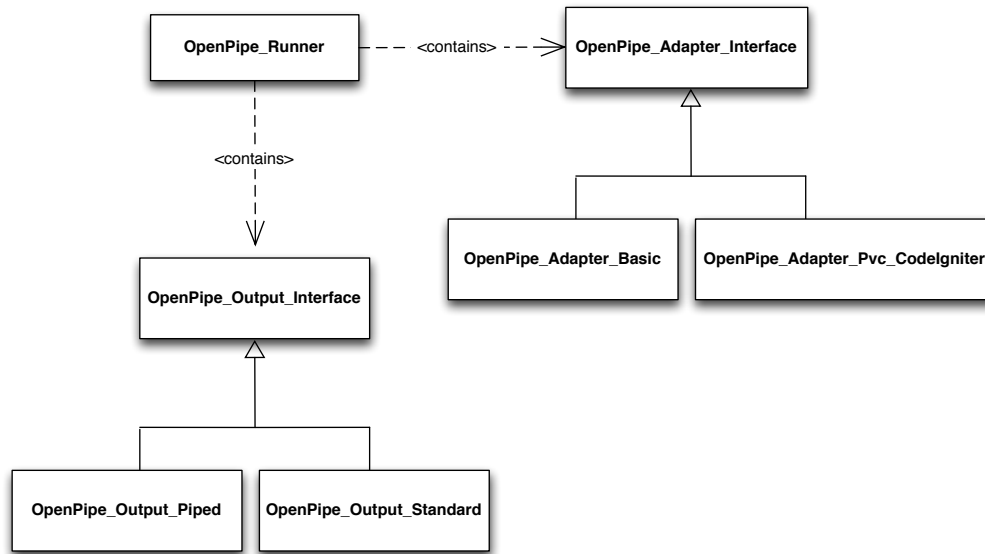 OpenPipe_Runner
<contains>
OpenPipe_Adapter_Interface
<contains>
OpenPipe_Adapter_Basic
OpenPipe_Adapter_Pvc_CodeIgniter
OpenPipe_Output_Interface
OpenPipe_Output_Piped
OpenPipe_Output_Standard